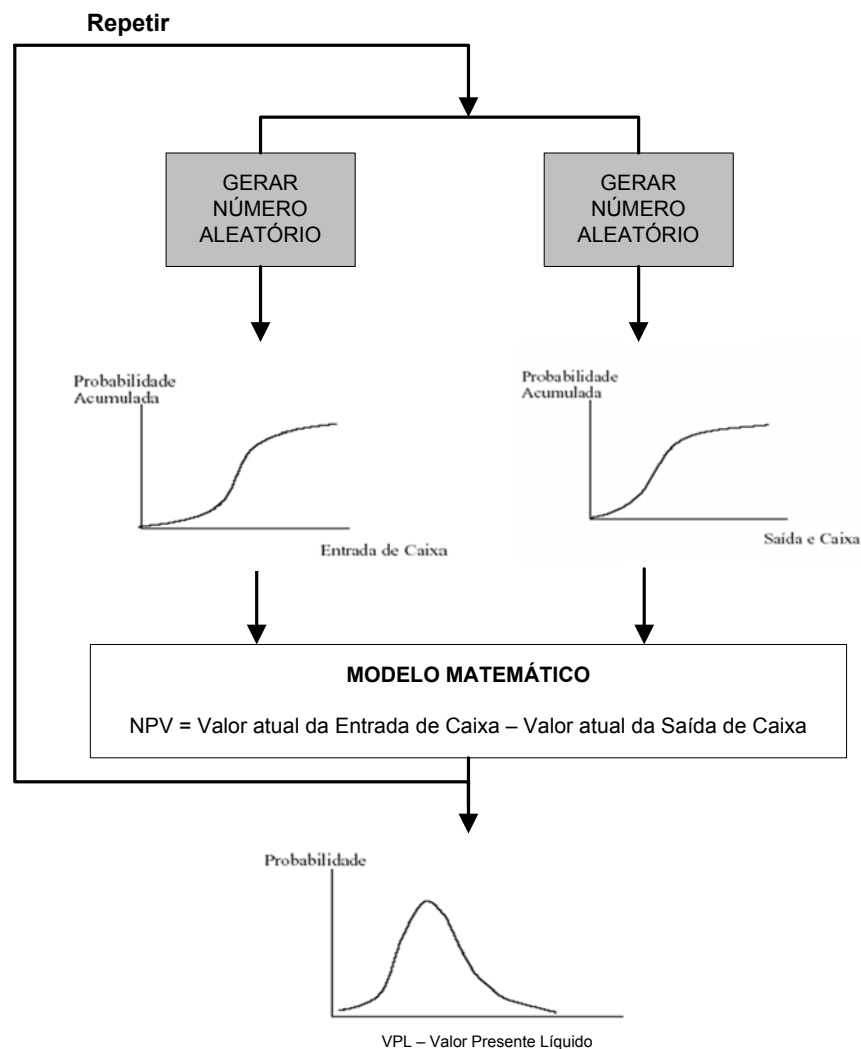 Repetir
GERAR
NÚMERO
ALEATÓRIO
GERAR
NÚMERO
ALEATÓRIO
Probabilidade
Acumulada
Entrada de Caixa
Probabilidade
Acumulada
Saída e Caixa
MODELO MATEMÁTICO
NPV = Valor atual da Entrada de Caixa – Valor atual da Saída de Caixa
Probabilidade
VPL – Valor Presente Líquido